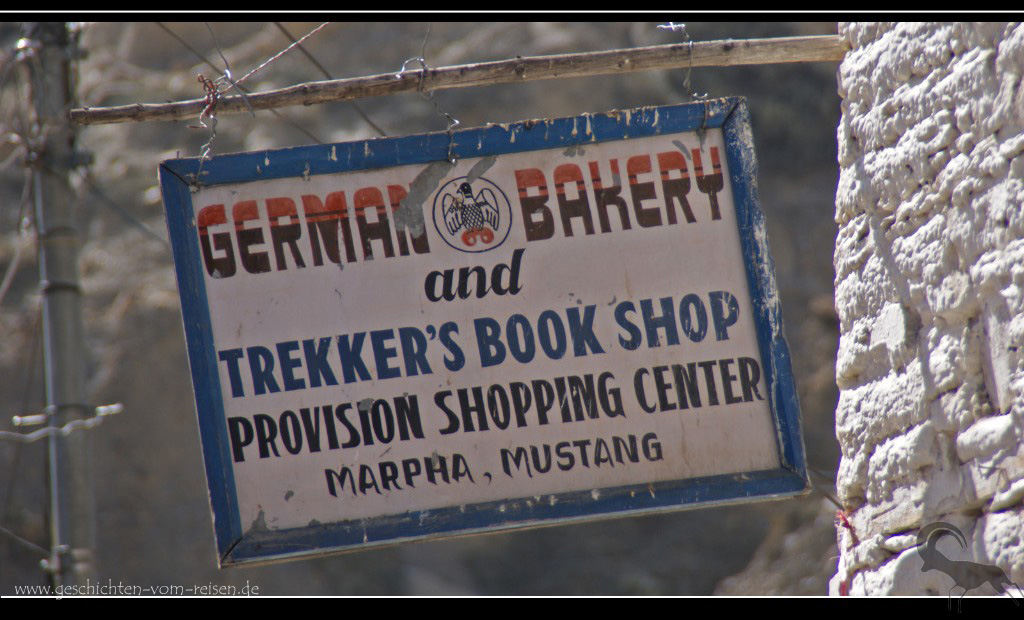 GERMAN BAKERY
and
TREKKER'S BOOK SHOP
PROVISION SHOPPING CENTER
MARPHA, MUSTANG
www.geschichten-vom-reisen.de